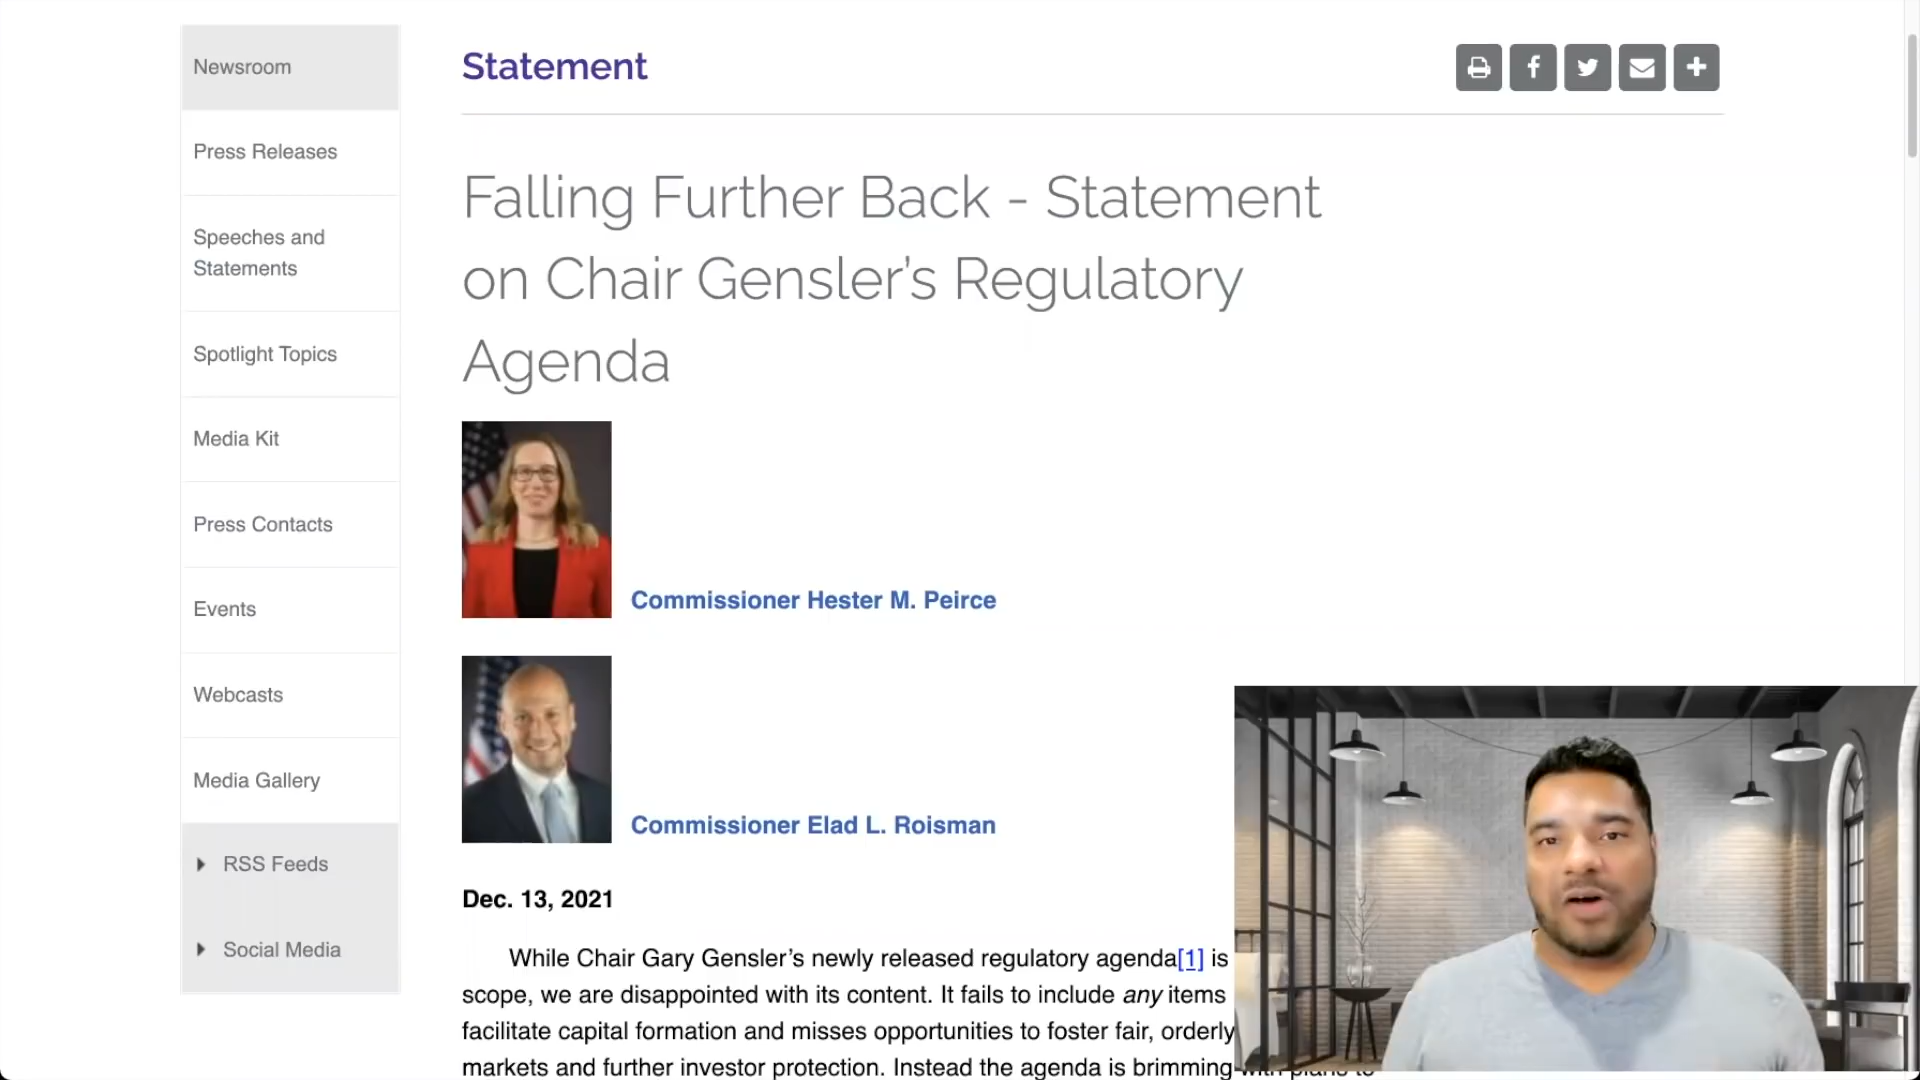 Newsroom
Press Releases
Speeches and
Statements
Spotlight Topics
Media Kit
Press Contacts
Events
Webcasts
Media Gallery
RSS Feeds
Social Media
Statement
Falling Further Back - Statement
on Chair Gensler’s Regulatory
Agenda
Commissioner Hester M. Peirce
Commissioner Elad L. Roisman
Dec. 13, 2021
While Chair Gary Gensler’s newly released regulatory agenda[1] is
scope, we are disappointed with its content. It fails to include any items
facilitate capital formation and misses opportunities to foster fair, orderly
markets and further investor protection. Instead the agenda is brimming with plans to